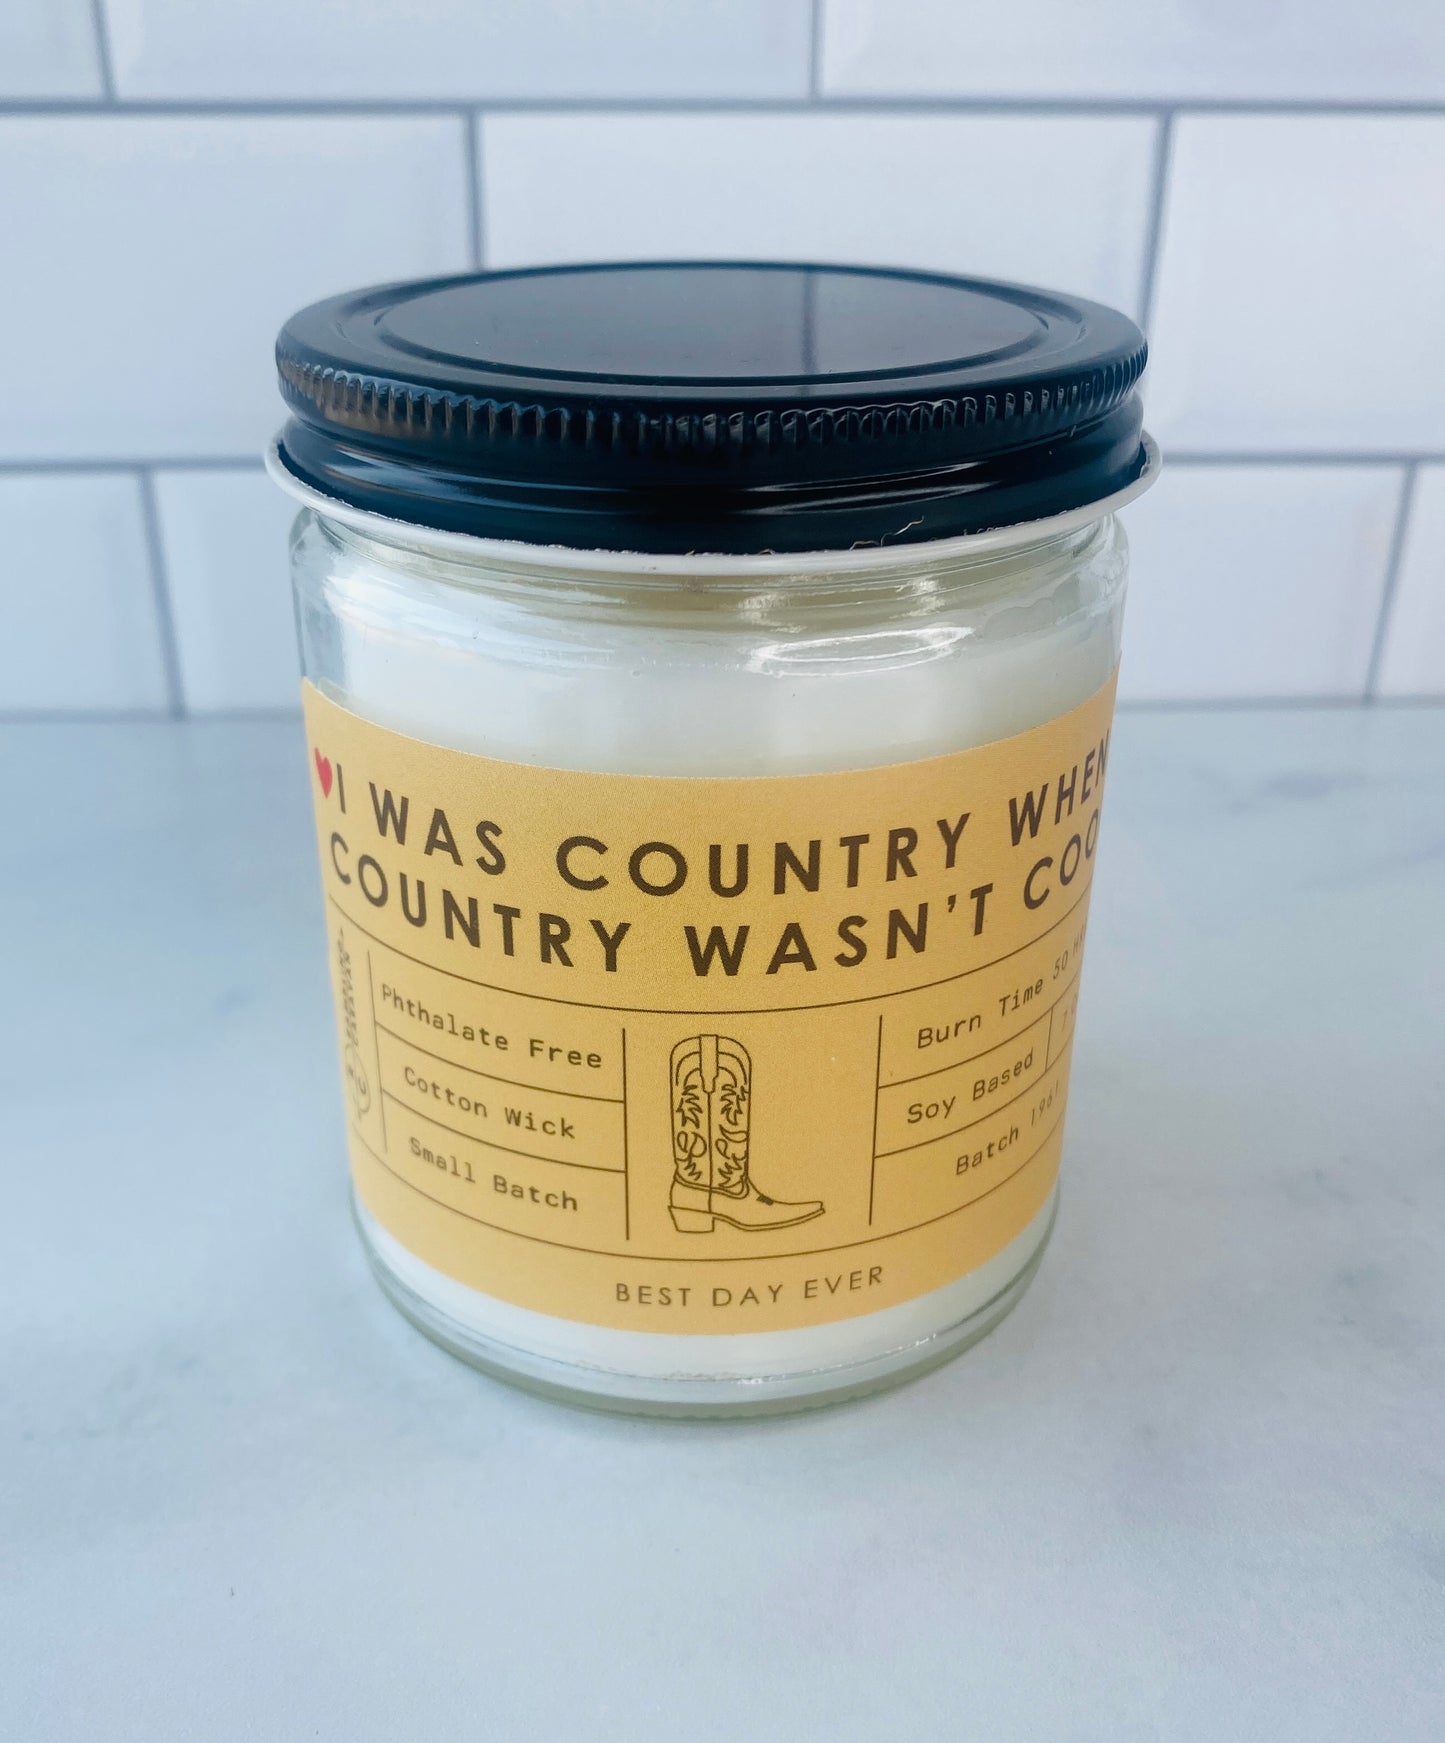 I WAS COUNTRY WHEN
COUNTRY WASN'T COO
Phthalate Free
Cotton Wick
Small Batch
Burn Time 50
Soy Based
Batch 196
BEST DAY EVER